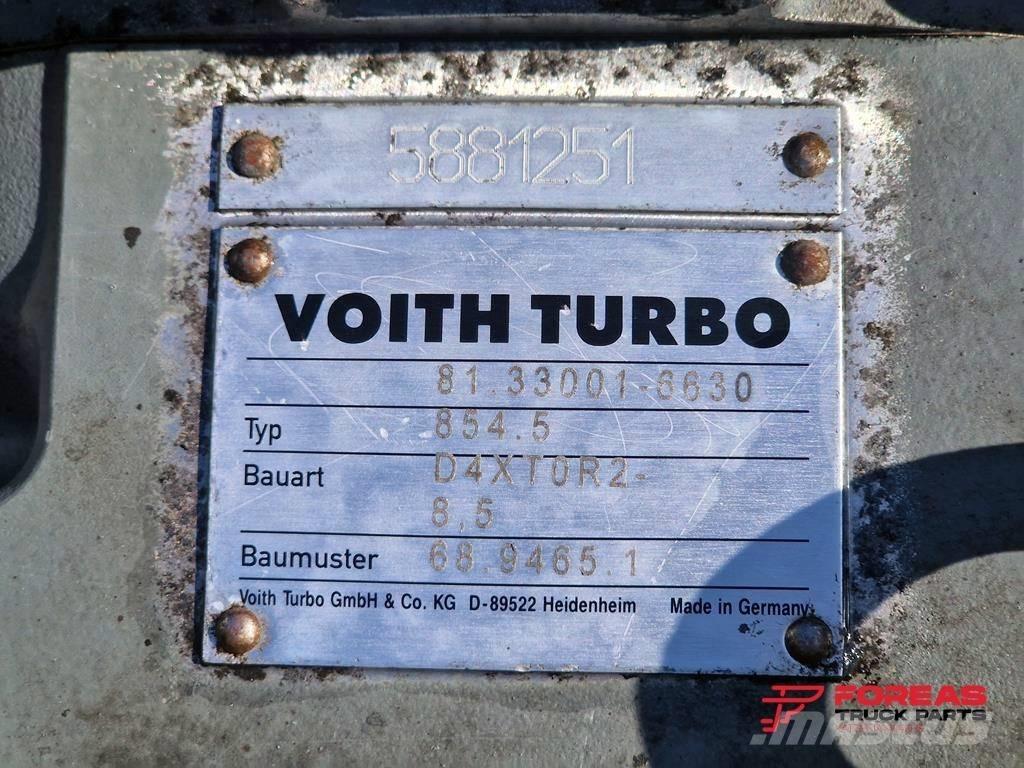 5881251
VOITH TURBO
81.33001-6630
Typ 854.5
Bauart D4XT0R2-
8,5
Baumuster 68.9465.1
Voith Turbo GmbH & Co. KG D-89522 Heidenheim Made in Germany
FOREAS
TRUCK PARTS